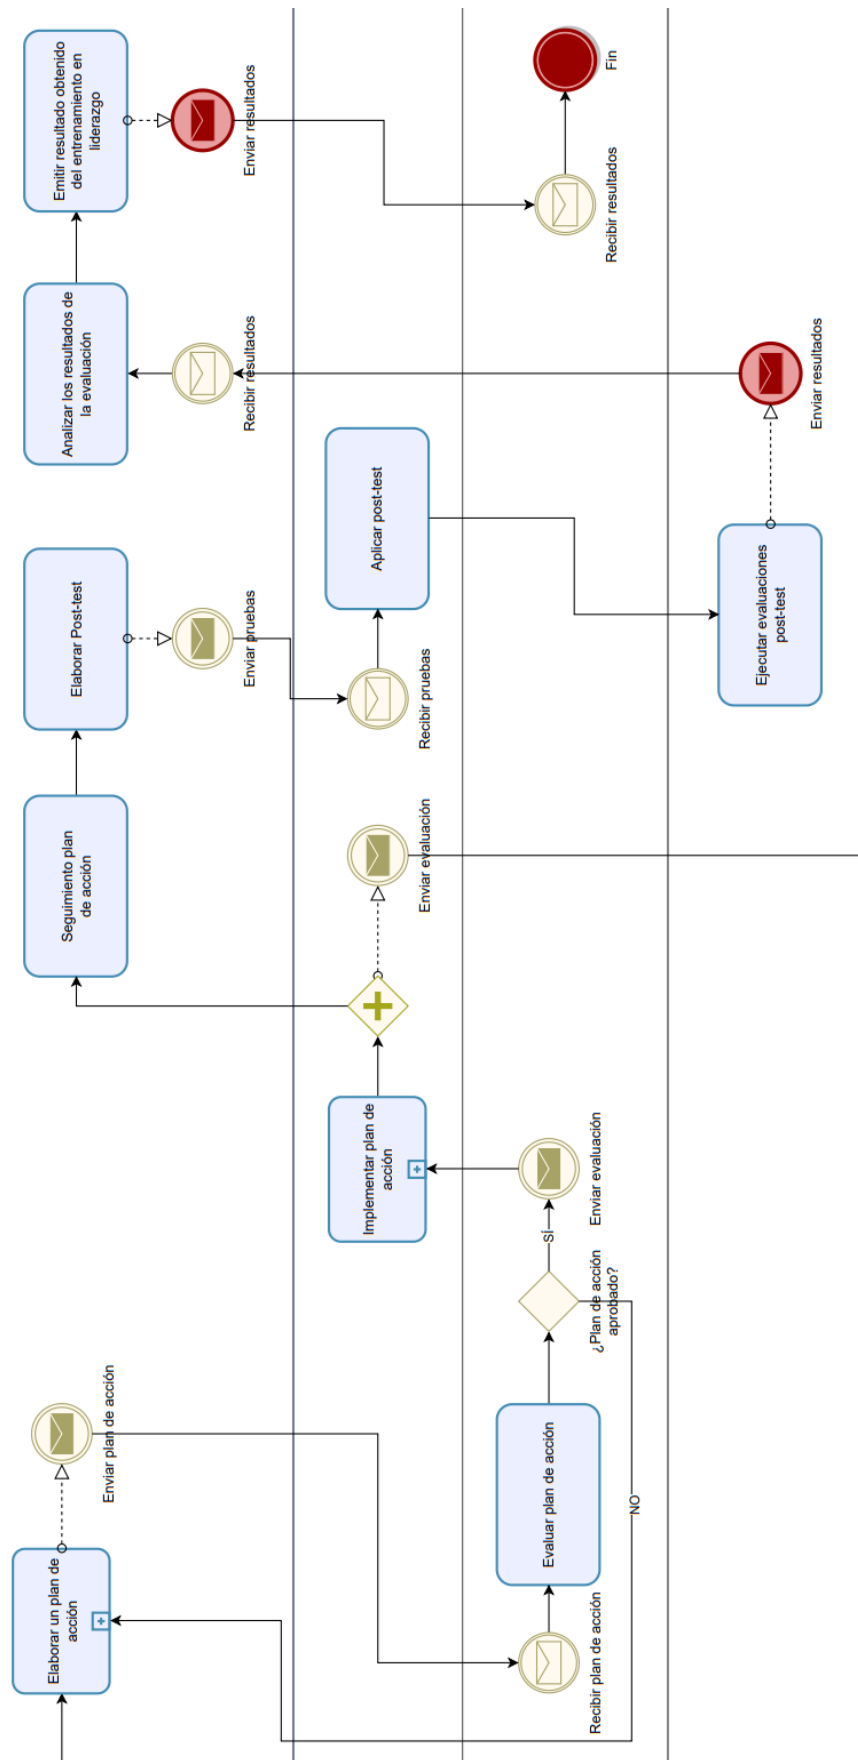 Elaborar un plan de
acción
Enviar plan de acción
Seguimiento plan
de acción
Elaborar Post-test
Enviar pruebas
Analizar los resultados de
la evaluación
Recibir resultados
Emitir resultado obtenido
del entrenamiento en
liderazgo
Enviar resultados
Implementar plan de
acción
Enviar evaluación
Recibir pruebas
Aplicar post-test
Recibir plan de acción
Evaluar plan de acción
¿Plan de acción
aprobado?
SÍ
NO
Enviar evaluación
Recibir resultados
Fin
Ejecutar evaluaciones
post-test
Enviar resultados